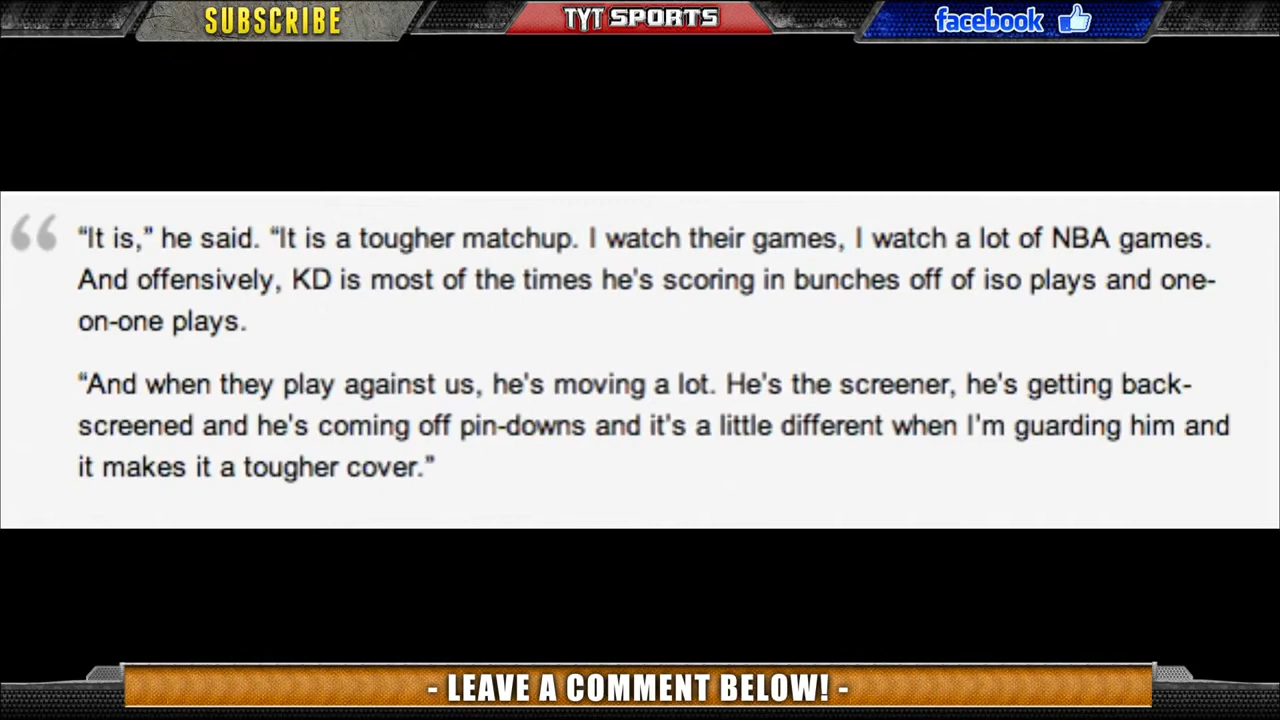 SUBSCRIBE
TYT SPORTS
facebook
“It is,” he said. “It is a tougher matchup. I watch their games, I watch a lot of NBA games.
And offensively, KD is most of the times he's scoring in bunches off of iso plays and one-
on-one plays.
“And when they play against us, he's moving a lot. He's the screener, he's getting back-
screened and he's coming off pin-downs and it's a little different when I'm guarding him and
it makes it a tougher cover.”
- LEAVE A COMMENT BELOW! -